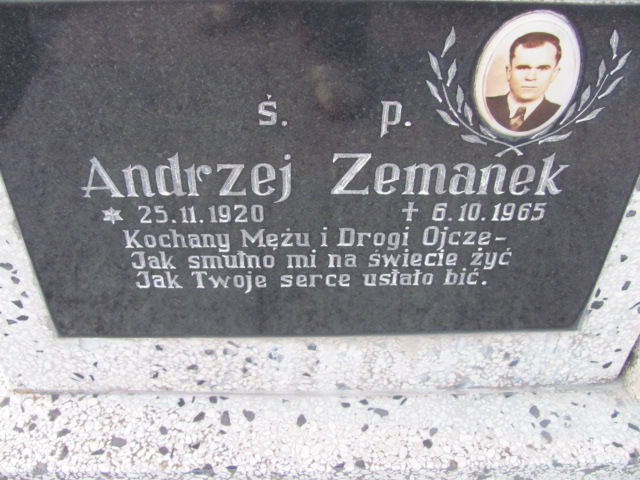 ś. p.
Andrzej Zemanek
* 25.11.1920 † 6.10.1965
Kochany Mężu i Drogi Ojcze-
Jak smutno mi na świecie żyć
Jak Twoje serce ustało bić.